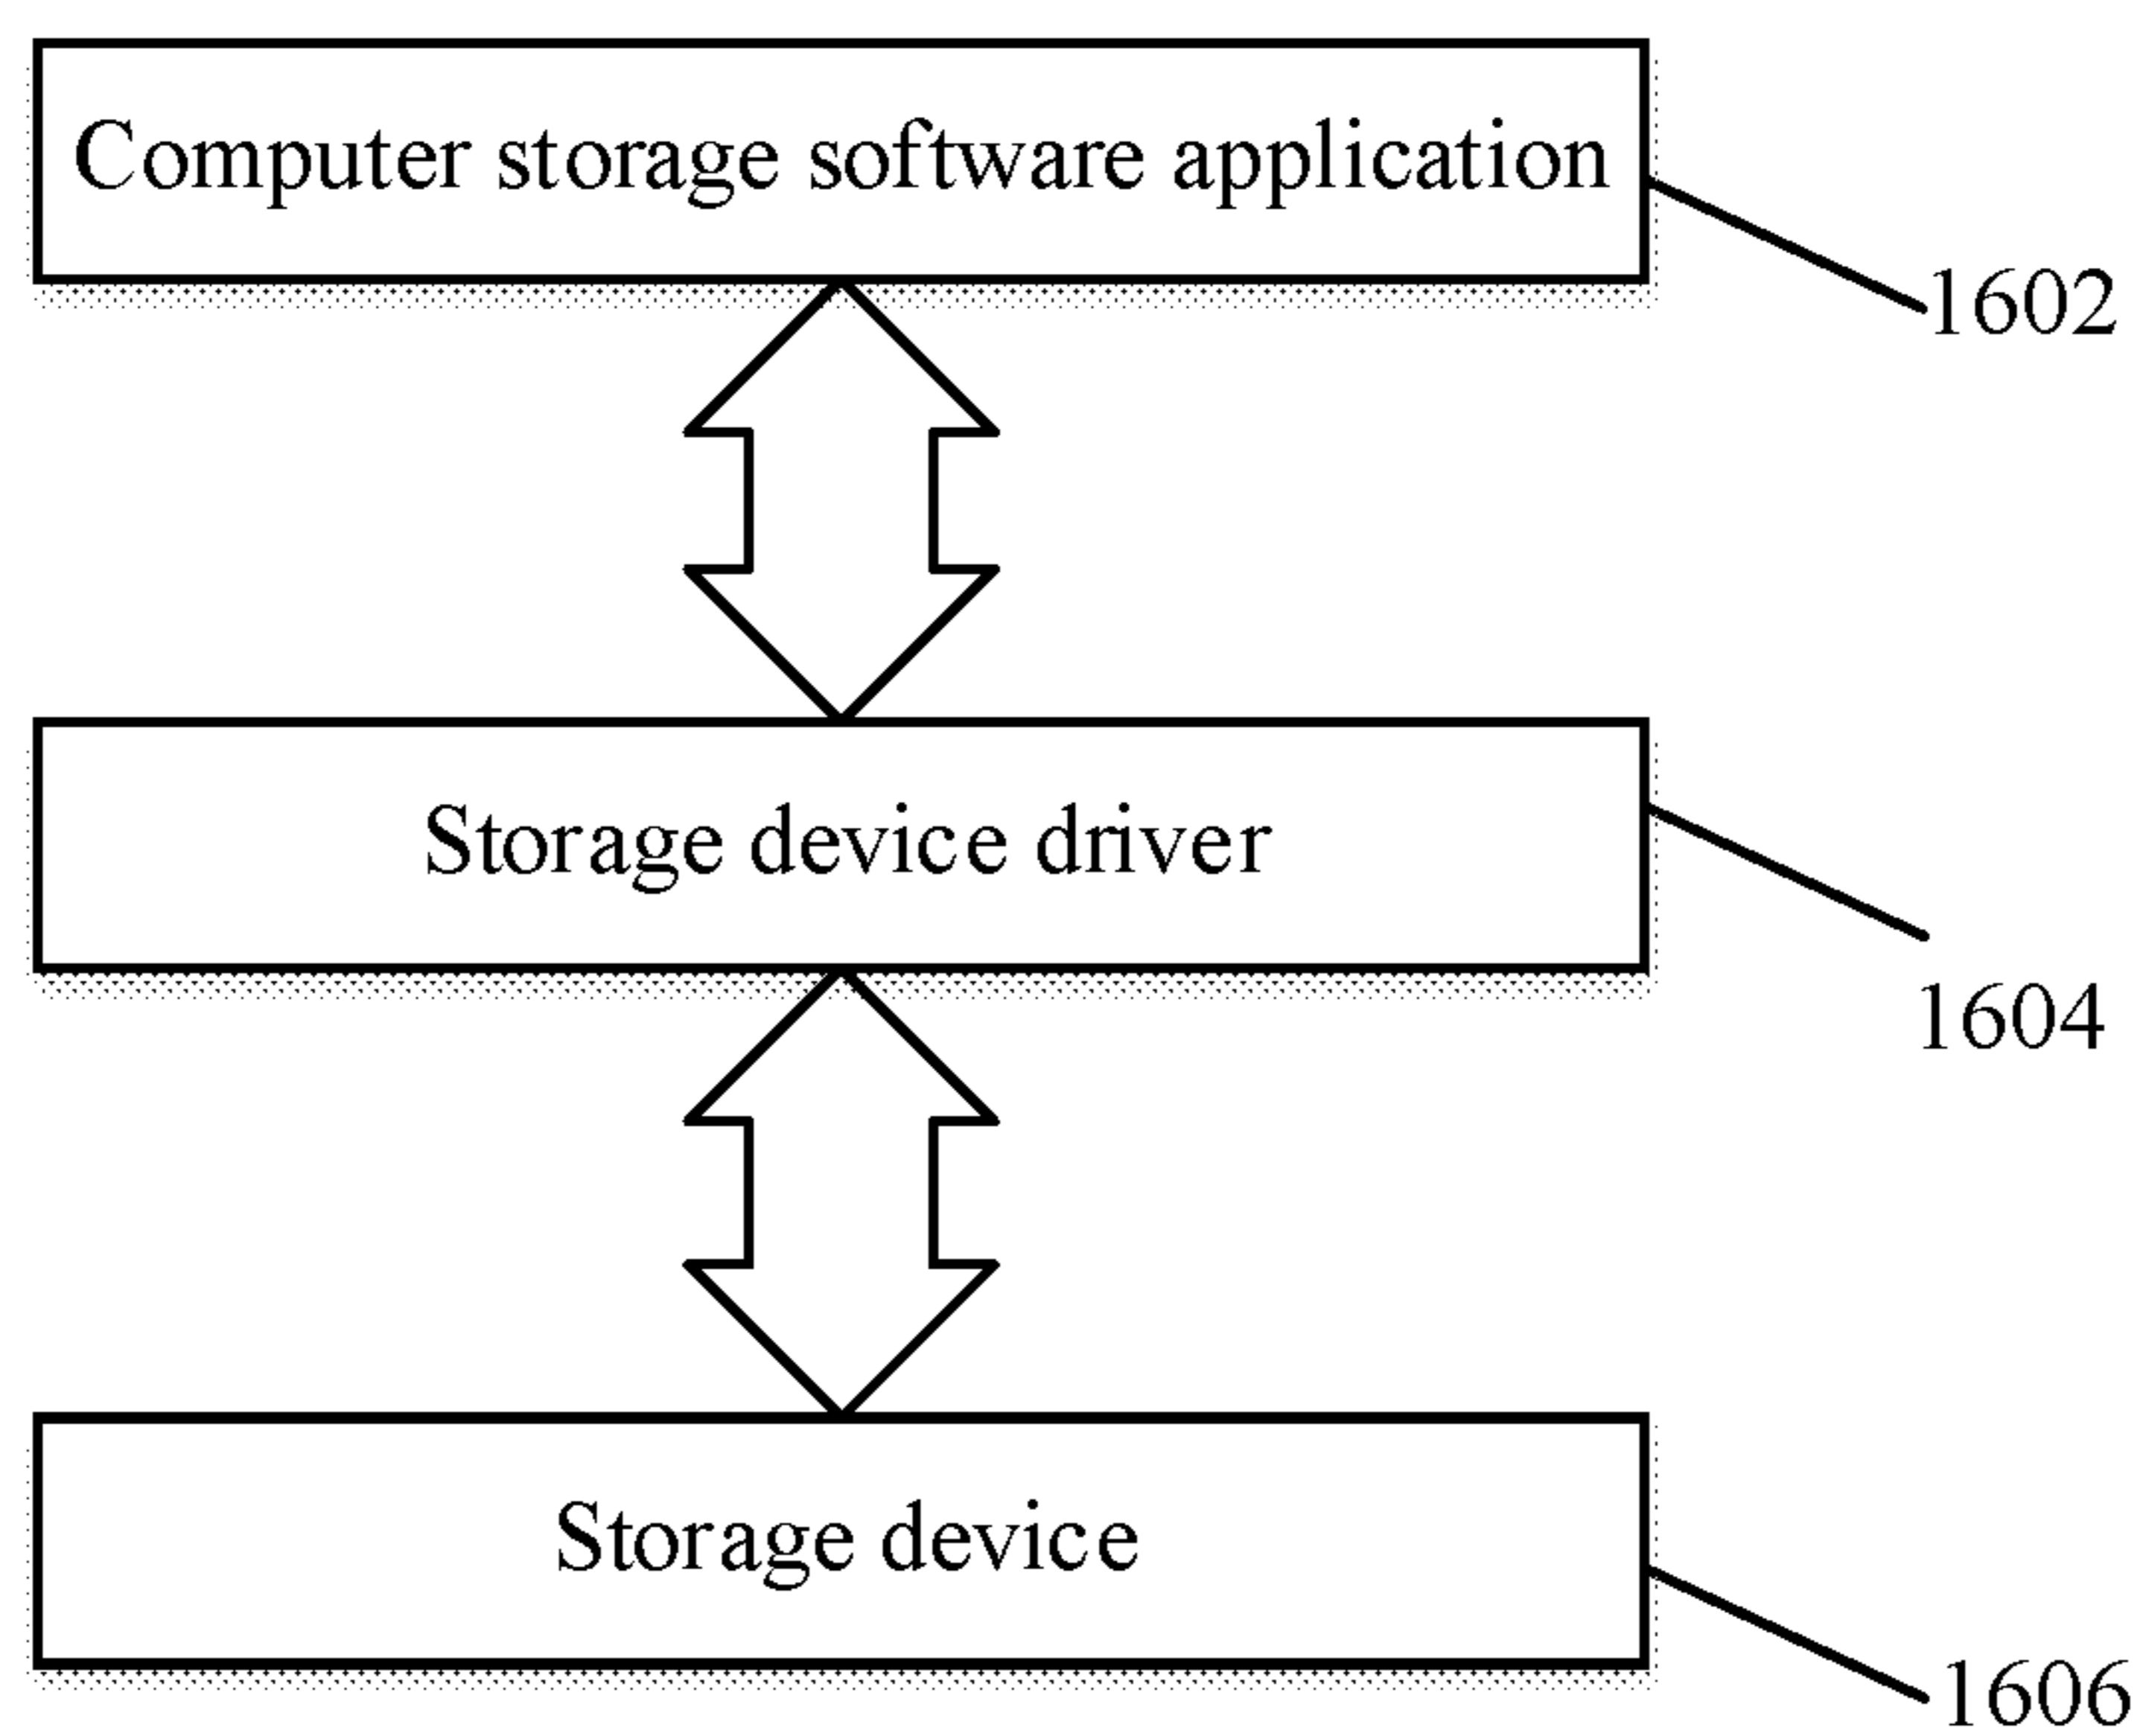 Computer storage software application
1602
Storage device driver
1604
Storage device
1606